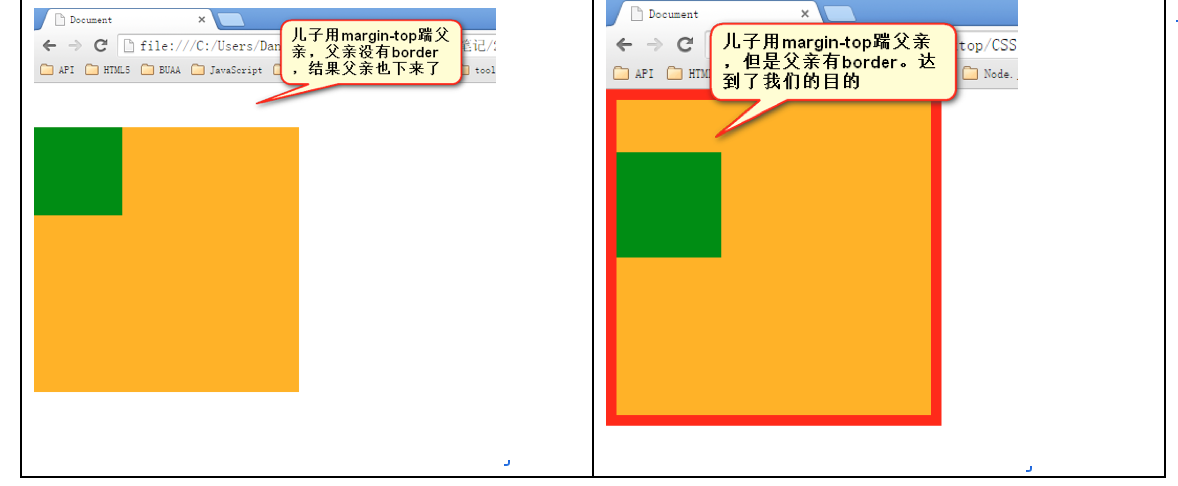 Document
儿子用margin-top踹父
亲，父亲没有border
，结果父亲也下来了
file:///C:/Users/Dan
笔记/2
API HTML5 BUAA JavaScript
tool
Document
儿子用margin-top踹父亲
，但是父亲有border。达
到了我们的目的
top/CSS
API HTM
Node.